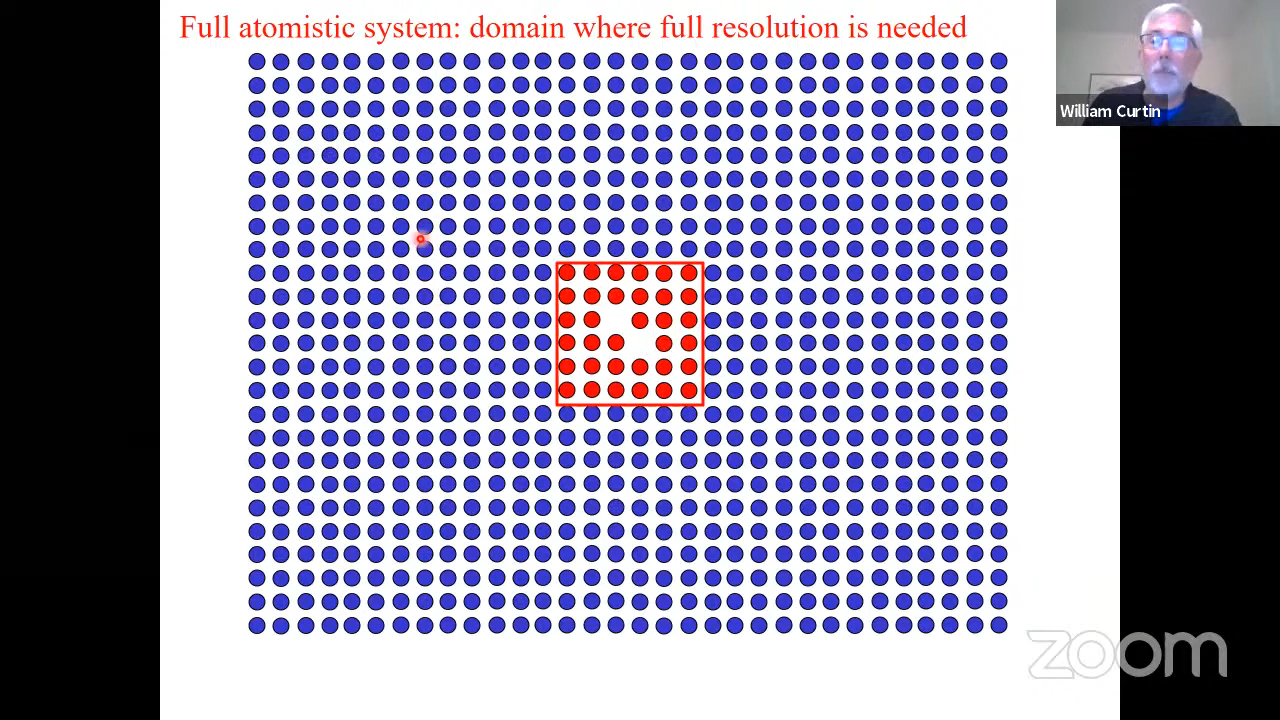 Full atomistic system: domain where full resolution is needed
William Curtin
zoom